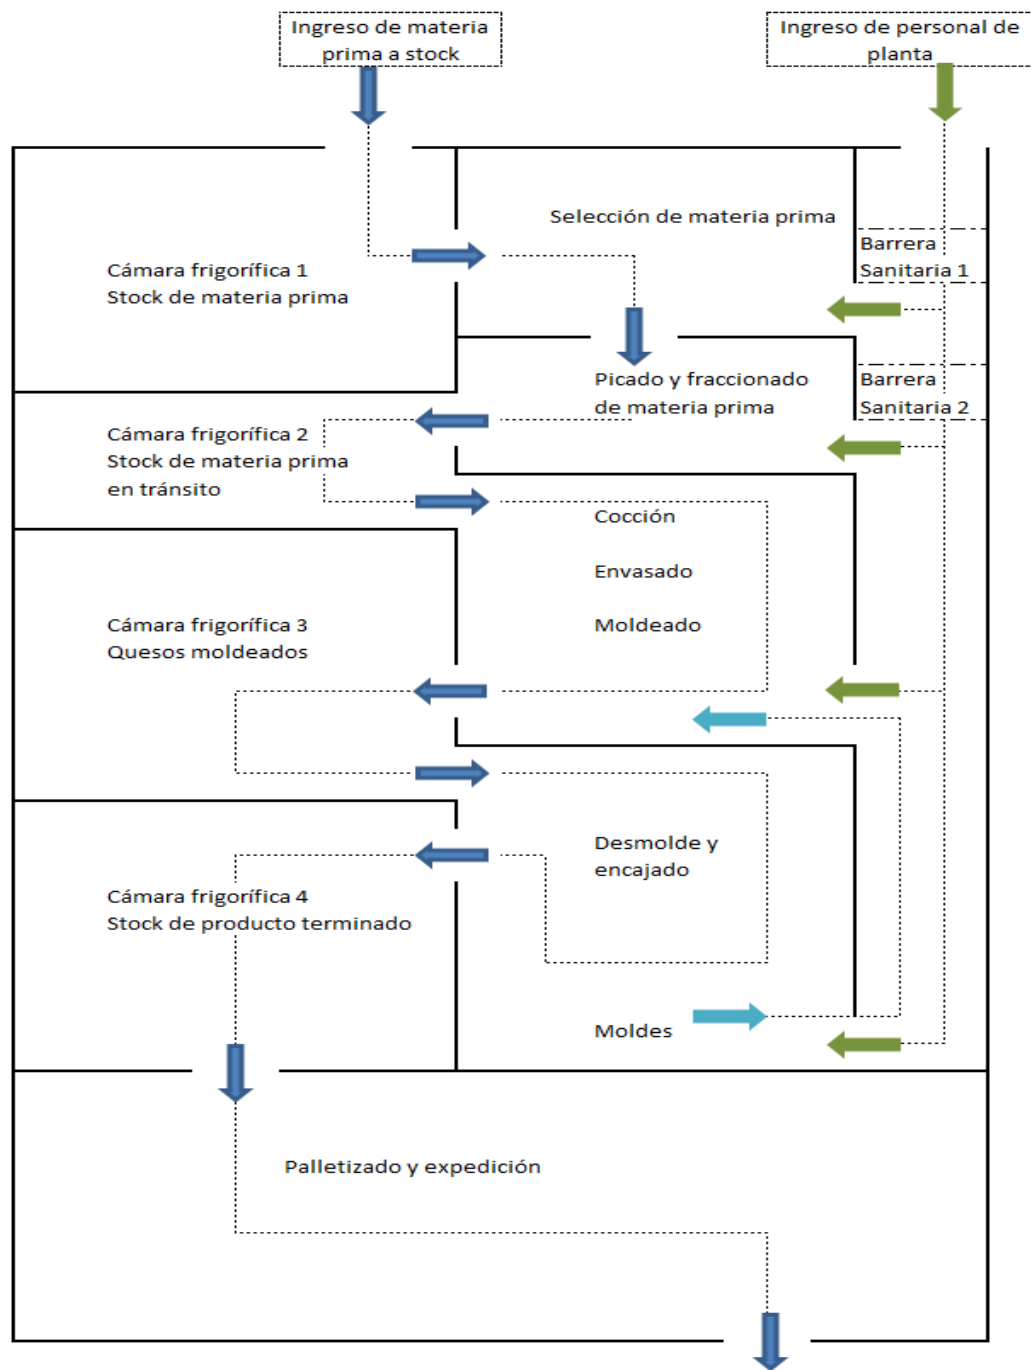 Ingreso de materia
prima a stock
Ingreso de personal de
planta
Selección de materia prima
Barrera
Sanitaria 1
Cámara frigorífica 1
Stock de materia prima
Picado y fraccionado
de materia prima
Barrera
Sanitaria 2
Cámara frigorífica 2
Stock de materia prima
en tránsito
Cocción
Envasado
Moldeado
Cámara frigorífica 3
Quesos moldeados
Desmolde y
encajado
Cámara frigorífica 4
Stock de producto terminado
Moldes
Palletizado y expedición